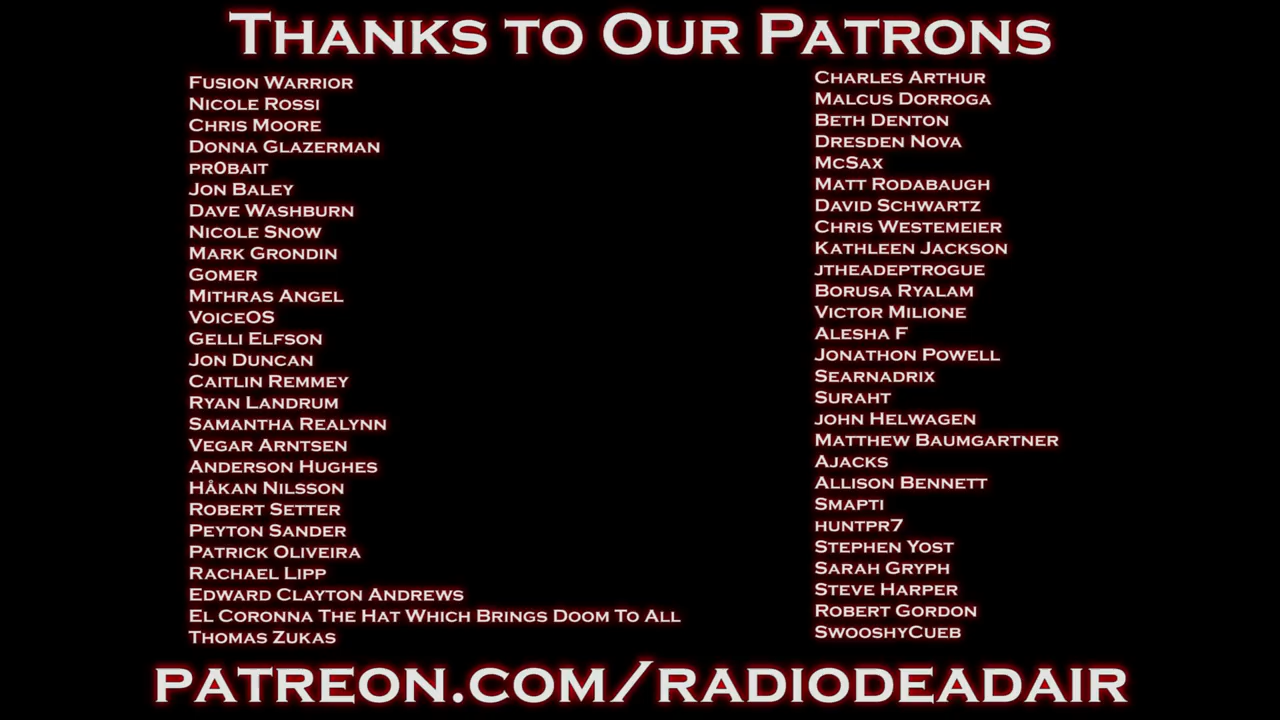 Thanks to Our Patrons
Fusion Warrior
Nicole Rossi
Chris Moore
Donna Glazerman
pr0bait
Jon Baley
Dave Washburn
Nicole Snow
Mark Grondin
Gomer
Mithras Angel
VoiceOS
Gelli Elfson
Jon Duncan
Caitlin Remmey
Ryan Landrum
Samantha Realynn
Vegar Arntsen
Anderson Hughes
Håkan Nilsson
Robert Setter
Peyton Sander
Patrick Oliveira
Rachael Lipp
Edward Clayton Andrews
El Coronna The Hat Which Brings Doom To All
Thomas Zukas
Charles Arthur
Malcus Dorroga
Beth Denton
Dresden Nova
McSax
Matt Rodabaugh
David Schwartz
Chris Westemeier
Kathleen Jackson
jtheadeptrogue
Borusa Ryalam
Victor Milione
Alesha F
Jonathon Powell
Searnadrix
Suraht
john Helwagen
Matthew Baumgartner
Ajacks
Allison Bennett
Smapti
huntpr7
Stephen Yost
Sarah Gryph
Steve Harper
Robert Gordon
SwooshyCueb
patreon.com/radiodeadair